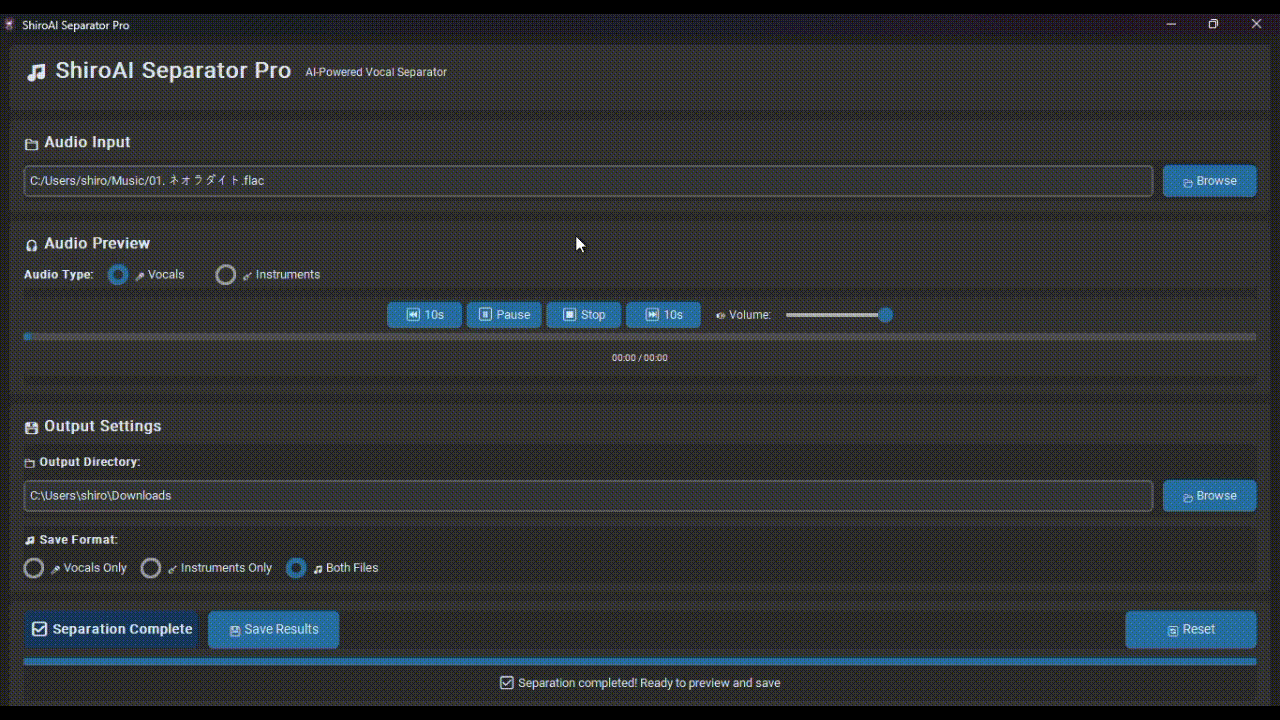 ShiroAI Separator Pro
ShiroAI Separator Pro AI-Powered Vocal Separator
Audio Input
C:/Users/shiro/Music/01. ネオラダイト.flac Browse
Audio Preview
Audio Type: Vocals Instruments
10s Pause Stop 10s Volume:
00:00 / 00:00
Output Settings
Output Directory:
C:\Users\shiro\Downloads Browse
Save Format:
Vocals Only Instruments Only Both Files
Separation Complete Save Results Reset
Separation completed! Ready to preview and save